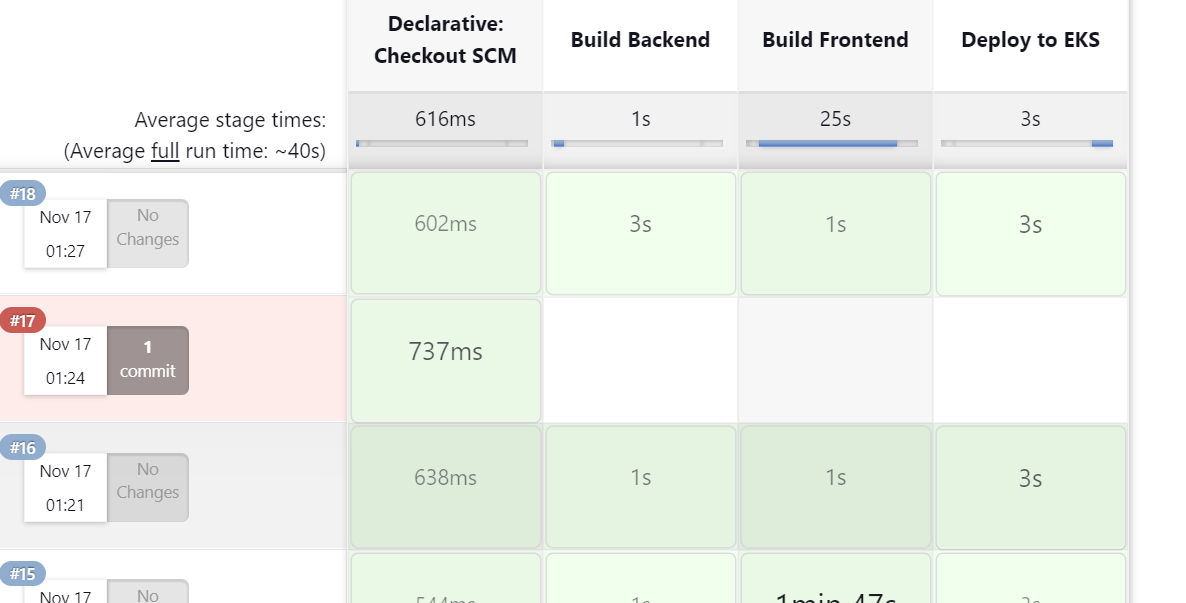 Declarative:
Checkout SCM
Build Backend
Build Frontend
Deploy to EKS
Average stage times:
(Average full run time: ~40s)
616ms
1s
25s
3s
#18
Nov 17
01:27
No
Changes
602ms
3s
1s
3s
#17
Nov 17
01:24
1
commit
737ms
#16
Nov 17
01:21
No
Changes
638ms
1s
1s
3s
#15
Nov 17
No
544ms
1s
1min 47s
3s